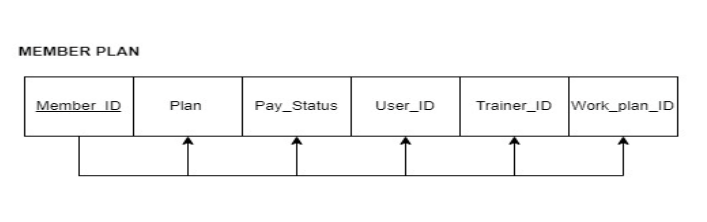 MEMBER PLAN
Member_ID Plan Pay_Status User_ID Trainer_ID Work_plan_ID